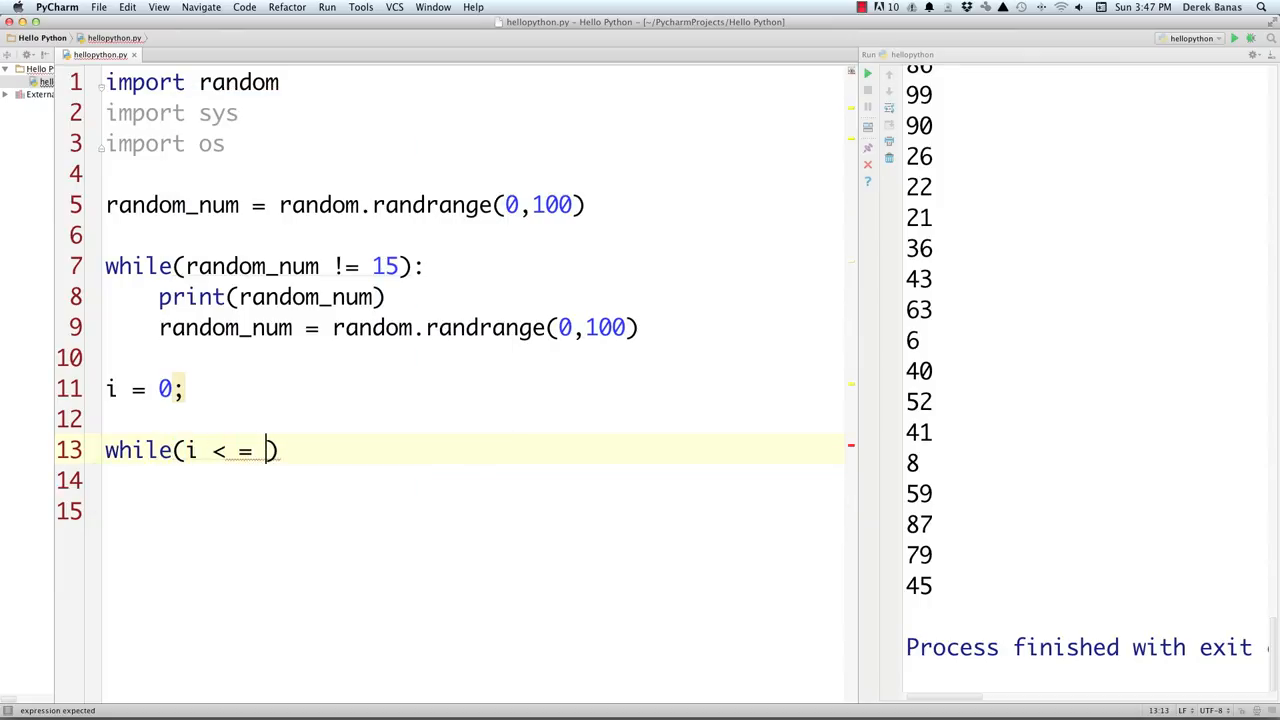 PyCharm File Edit View Navigate Code Refactor Run Tools VCS Window Help 10 Sun 3:47 PM Derek Banas
hellopython.py – Hello Python – [~/PycharmProjects/Hello Python]
Hello Python hellopython.py hellopython
hellopython.py Run hellopython
Hello P
hell
Externa
1 import random
2 import sys
3 import os
4
5 random_num = random.randrange(0,100)
6
7 while(random_num != 15):
8 print(random_num)
9 random_num = random.randrange(0,100)
10
11 i = 0;
12
13 while(i < = )
14
15
99
90
26
22
21
36
43
63
6
40
52
41
8
59
87
79
45
Process finished with exit
expression expected 13:13 LF UTF-8